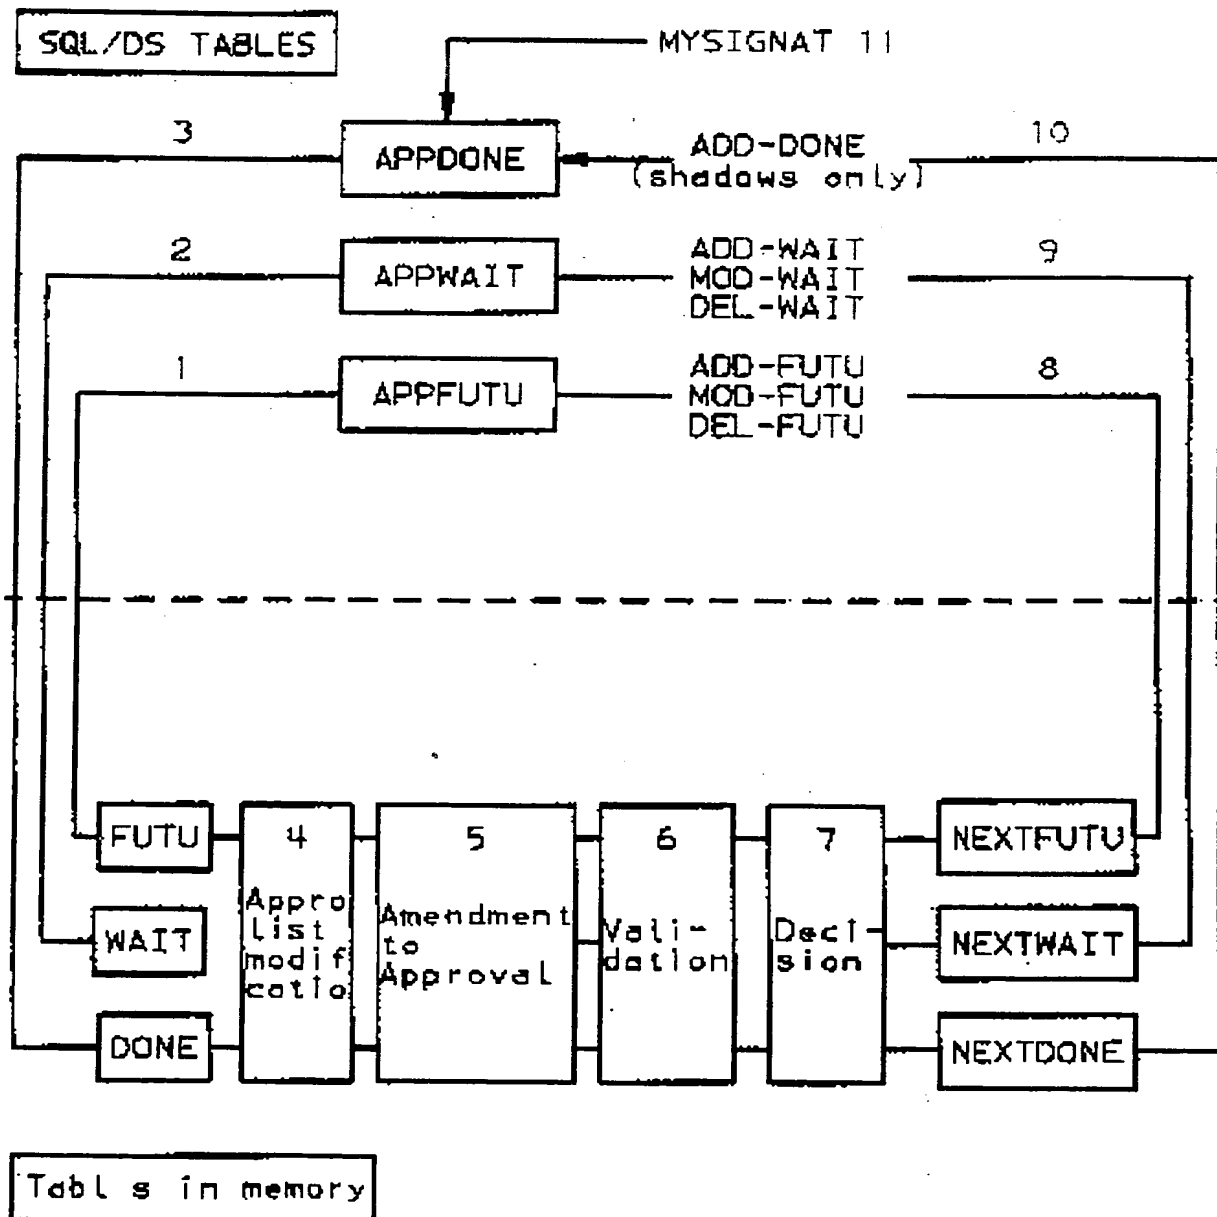 SQL/DS TABLES
MYSIGNAT 11
3
APPDONE
ADD-DONE
(shadows only)
10
2
APPWAIT
ADD-WAIT
MOD-WAIT
DEL-WAIT
9
1
APPFUTU
ADD-FUTU
MOD-FUTU
DEL-FUTU
8
FUTU
WAIT
DONE
4
Appro
list
modif
catio
5
Amendment
to
Approval
6
Vali-
dation
7
Deci-
sion
NEXTFUTU
NEXTWAIT
NEXTDONE
Tabl s in memory